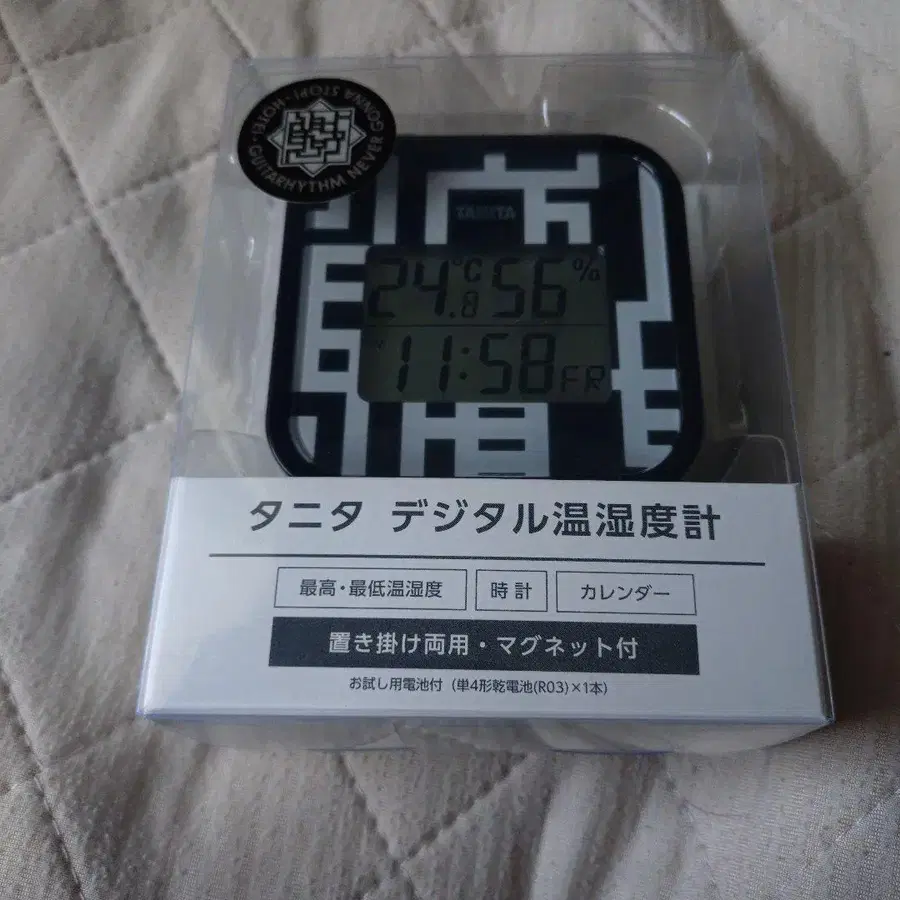 GUITARHYTHM NEVER GONNA STOP!・HOTEI・
TANITA
24.8℃ 56%
11:58 FR
タニタ デジタル温湿度計
最高・最低温湿度 時計 カレンダー
置き掛け両用・マグネット付
お試し用電池付（単4形乾電池(R03)×1本）